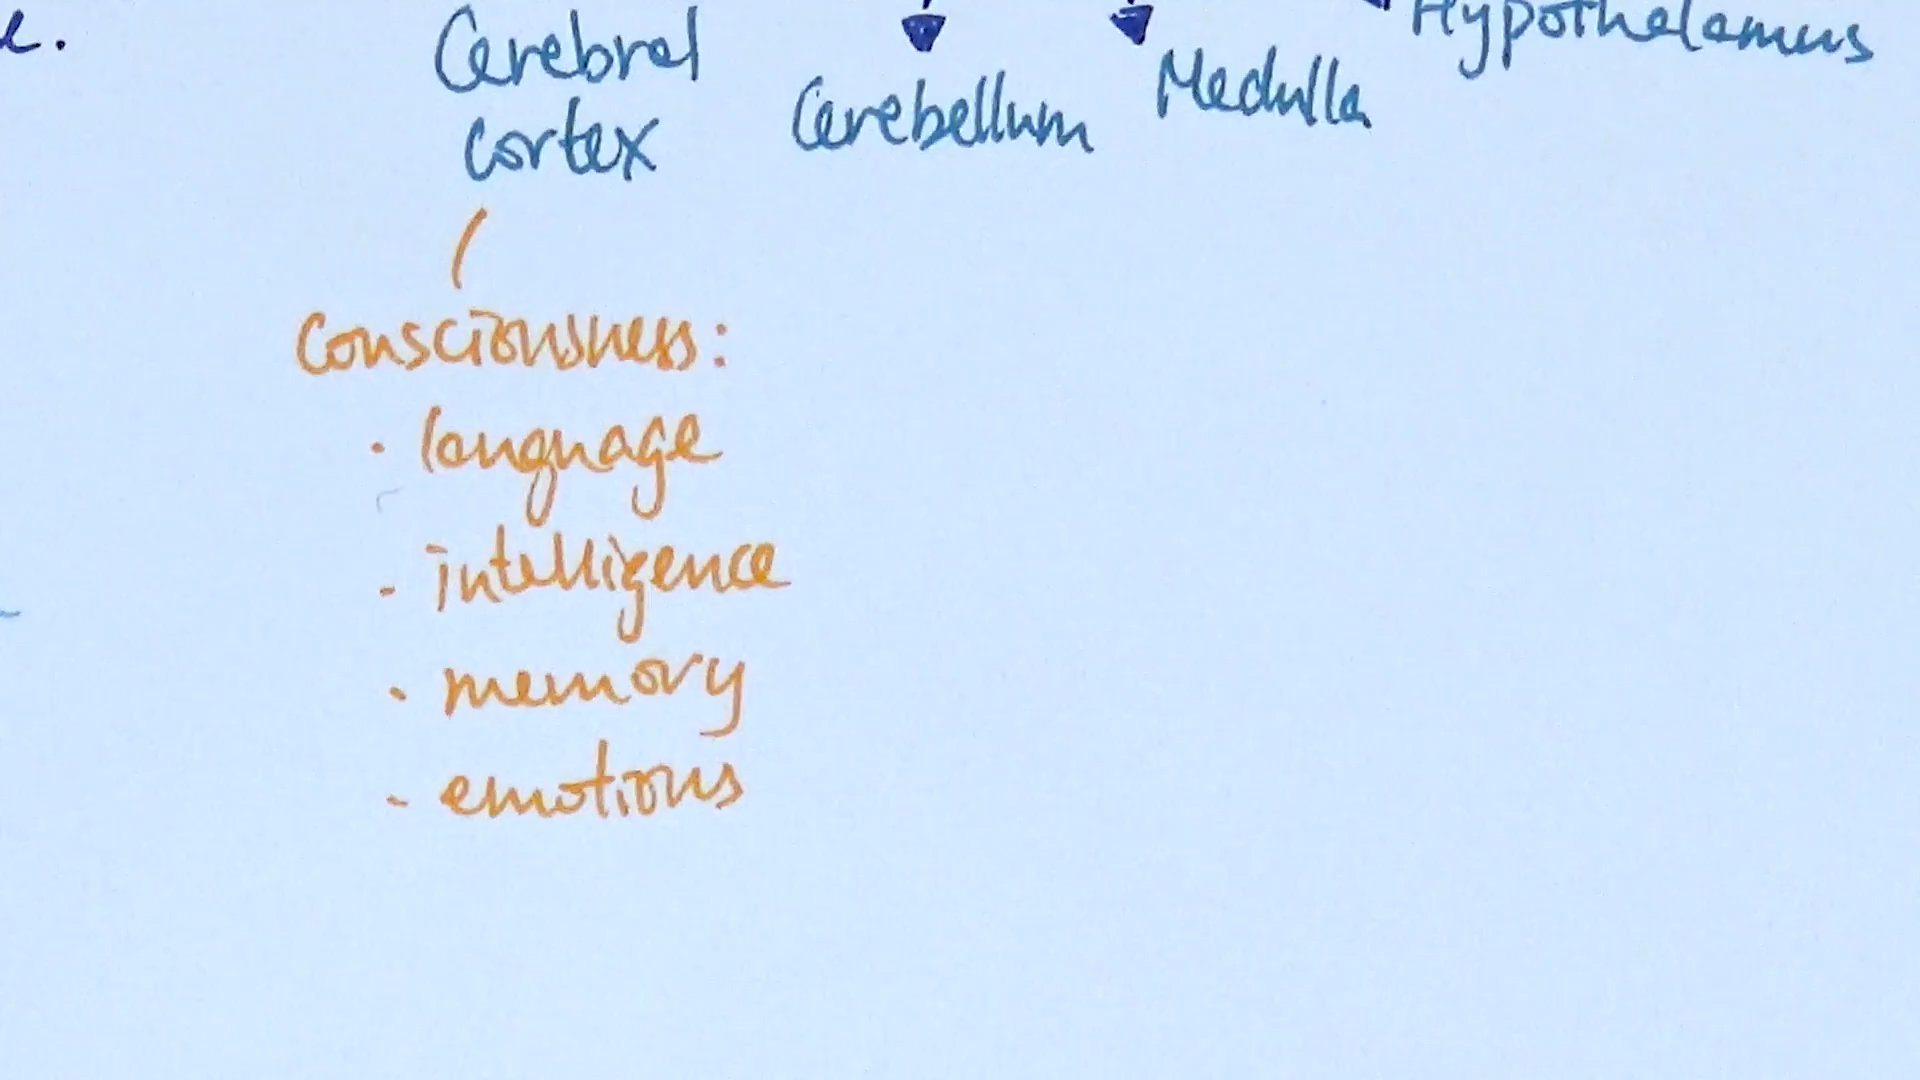 e.
Cerebral
cortex
Cerebellum
Medulla
Hypothalamus
Consciousness:
· language
- intelligence
· memory
- emotions